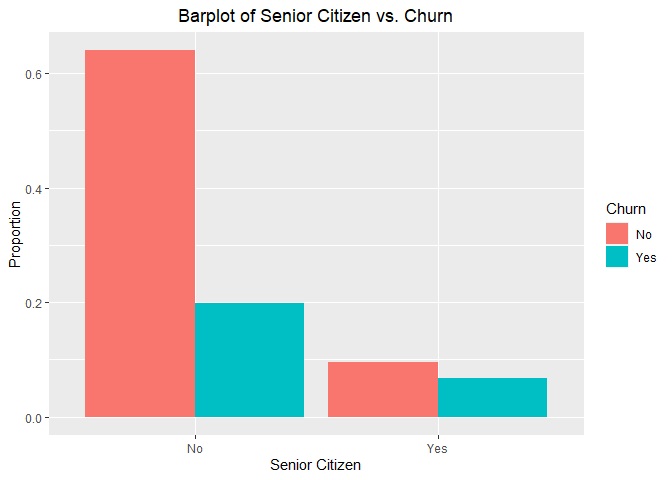 Barplot of Senior Citizen vs. Churn
Proportion
0.6
0.4
0.2
0.0
No
Yes
Senior Citizen
Churn
No
Yes